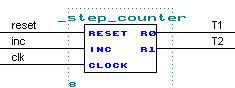 _step_counter
reset RESET R0 T1
inc INC R1 T2
clk CLOCK
8